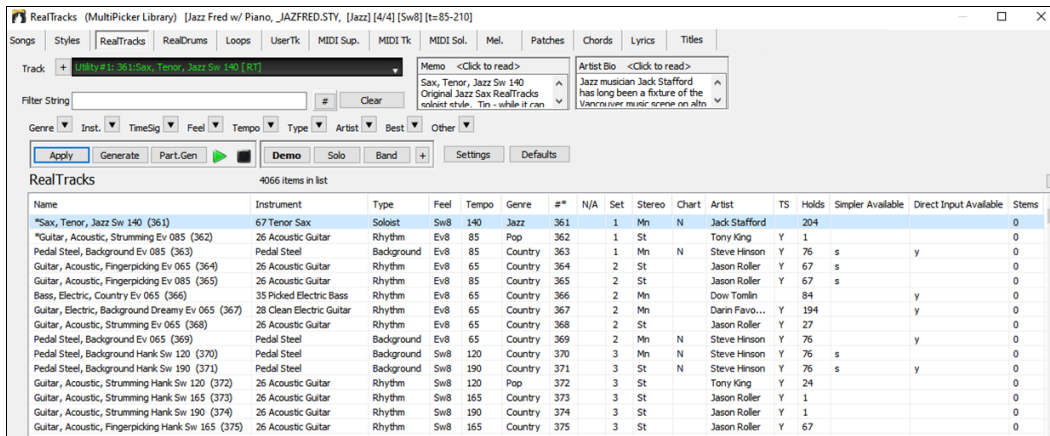 RealTracks (MultiPicker Library) [Jazz Fred w/ Piano, _JAZFRED.STY, [Jazz] [4/4] [Sw8] [t=85-210]
Songs Styles RealTracks RealDrums Loops UserTk MIDI Sup. MIDI Tk MIDI Sol. Mel. Patches Chords Lyrics Titles
Track + Utility#1: 361:Sax, Tenor, Jazz Sw 140 [RT]
Memo <Click to read>
Sax, Tenor, Jazz Sw 140
Original Jazz Sax RealTracks
soloist style. Tip - while it can
Artist Bio <Click to read>
Jazz musician Jack Stafford
has long been a fixture of the
Vancouver music scene on alto
Filter String # Clear
Genre Inst. TimeSig Feel Tempo Type Artist Best Other
Apply Generate Part.Gen Demo Solo Band + Settings Defaults
RealTracks 4066 items in list
Name Instrument Type Feel Tempo Genre #* N/A Set Stereo Chart Artist TS Holds Simpler Available Direct Input Available Stems
*Sax, Tenor, Jazz Sw 140 (361) 67 Tenor Sax Soloist Sw8 140 Jazz 361 1 Mn N Jack Stafford 204 0
*Guitar, Acoustic, Strumming Ev 085 (362) 26 Acoustic Guitar Rhythm Ev8 85 Pop 362 1 St Tony King Y 1 0
Pedal Steel, Background Ev 085 (363) Pedal Steel Background Ev8 85 Country 363 1 Mn N Steve Hinson Y 76 s y 0
Guitar, Acoustic, Fingerpicking Ev 065 (364) 26 Acoustic Guitar Rhythm Ev8 65 Country 364 2 St Jason Roller Y 67 s 0
Guitar, Acoustic, Fingerpicking Ev 085 (365) 26 Acoustic Guitar Rhythm Ev8 85 Country 365 2 St Jason Roller Y 67 s 0
Bass, Electric, Country Ev 065 (366) 35 Picked Electric Bass Rhythm Ev8 65 Country 366 2 Mn Dow Tomlin 84 y 0
Guitar, Electric, Background Dreamy Ev 065 (367) 28 Clean Electric Guitar Rhythm Ev8 65 Country 367 2 Mn Darin Favo... Y 194 y 0
Guitar, Acoustic, Strumming Ev 065 (368) 26 Acoustic Guitar Rhythm Ev8 65 Country 368 2 St Jason Roller Y 27 0
Pedal Steel, Background Ev 065 (369) Pedal Steel Background Ev8 65 Country 369 2 Mn N Steve Hinson Y 76 y 0
Pedal Steel, Background Hank Sw 120 (370) Pedal Steel Background Sw8 120 Country 370 3 Mn N Steve Hinson Y 76 s 0
Pedal Steel, Background Hank Sw 190 (371) Pedal Steel Background Sw8 190 Country 371 3 Mn N Steve Hinson Y 76 s y 0
Guitar, Acoustic, Strumming Hank Sw 120 (372) 26 Acoustic Guitar Rhythm Sw8 120 Pop 372 3 St Tony King Y 24 0
Guitar, Acoustic, Strumming Hank Sw 165 (373) 26 Acoustic Guitar Rhythm Sw8 165 Country 373 3 St Jason Roller Y 1 0
Guitar, Acoustic, Strumming Hank Sw 190 (374) 26 Acoustic Guitar Rhythm Sw8 190 Country 374 3 St Jason Roller Y 1 0
Guitar, Acoustic, Fingerpicking Hank Sw 165 (375) 26 Acoustic Guitar Rhythm Sw8 165 Country 375 3 St Jason Roller Y 67 0